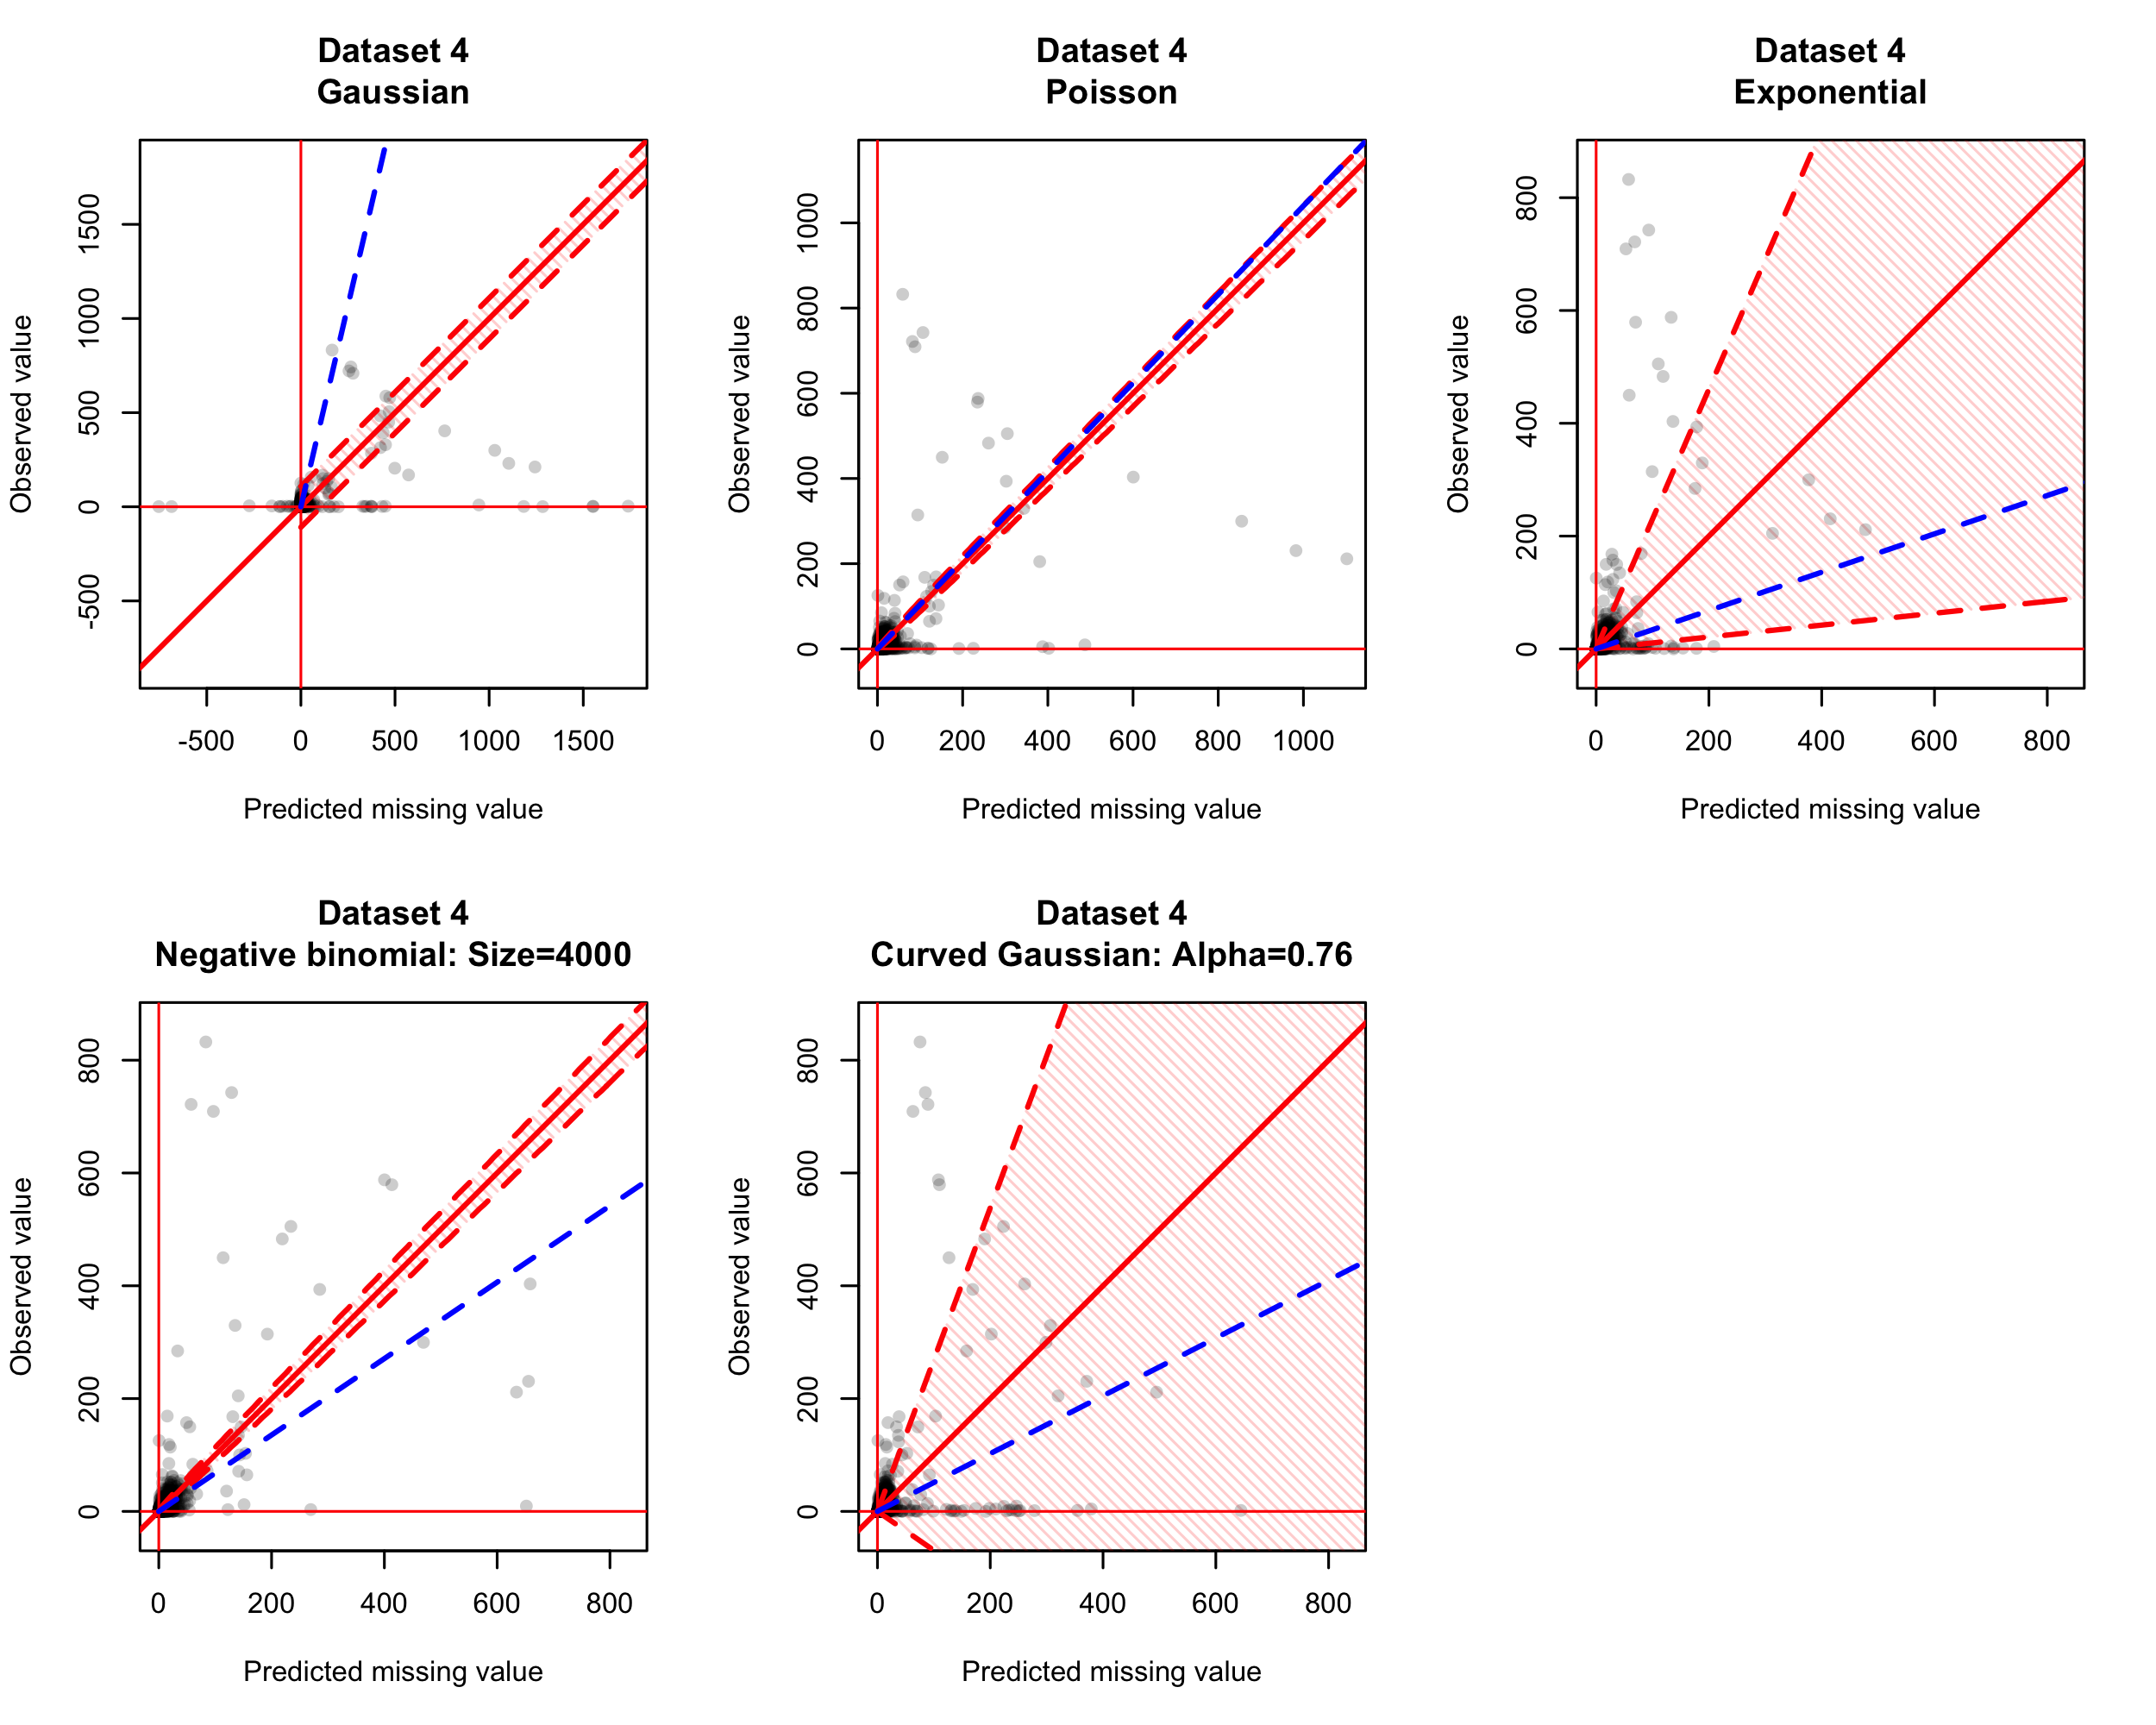 Dataset 4
Gaussian
Observed value
-500 0 500 1000 1500
-500 0 500 1000 1500
Predicted missing value
Dataset 4
Poisson
Observed value
0 200 400 600 800 1000
0 200 400 600 800 1000
Predicted missing value
Dataset 4
Exponential
Observed value
0 200 400 600 800
0 200 400 600 800
Predicted missing value
Dataset 4
Negative binomial: Size=4000
Observed value
0 200 400 600 800
0 200 400 600 800
Predicted missing value
Dataset 4
Curved Gaussian: Alpha=0.76
Observed value
0 200 400 600 800
0 200 400 600 800
Predicted missing value